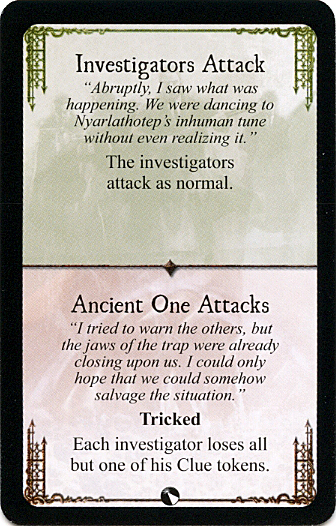 Investigators Attack
“Abruptly, I saw what was
happening. We were dancing to
Nyarlathotep’s inhuman tune
without even realizing it.”
The investigators
attack as normal.
Ancient One Attacks
“I tried to warn the others, but
the jaws of the trap were already
closing upon us. I could only
hope that we could somehow
salvage the situation.”
Tricked
Each investigator loses all
but one of his Clue tokens.